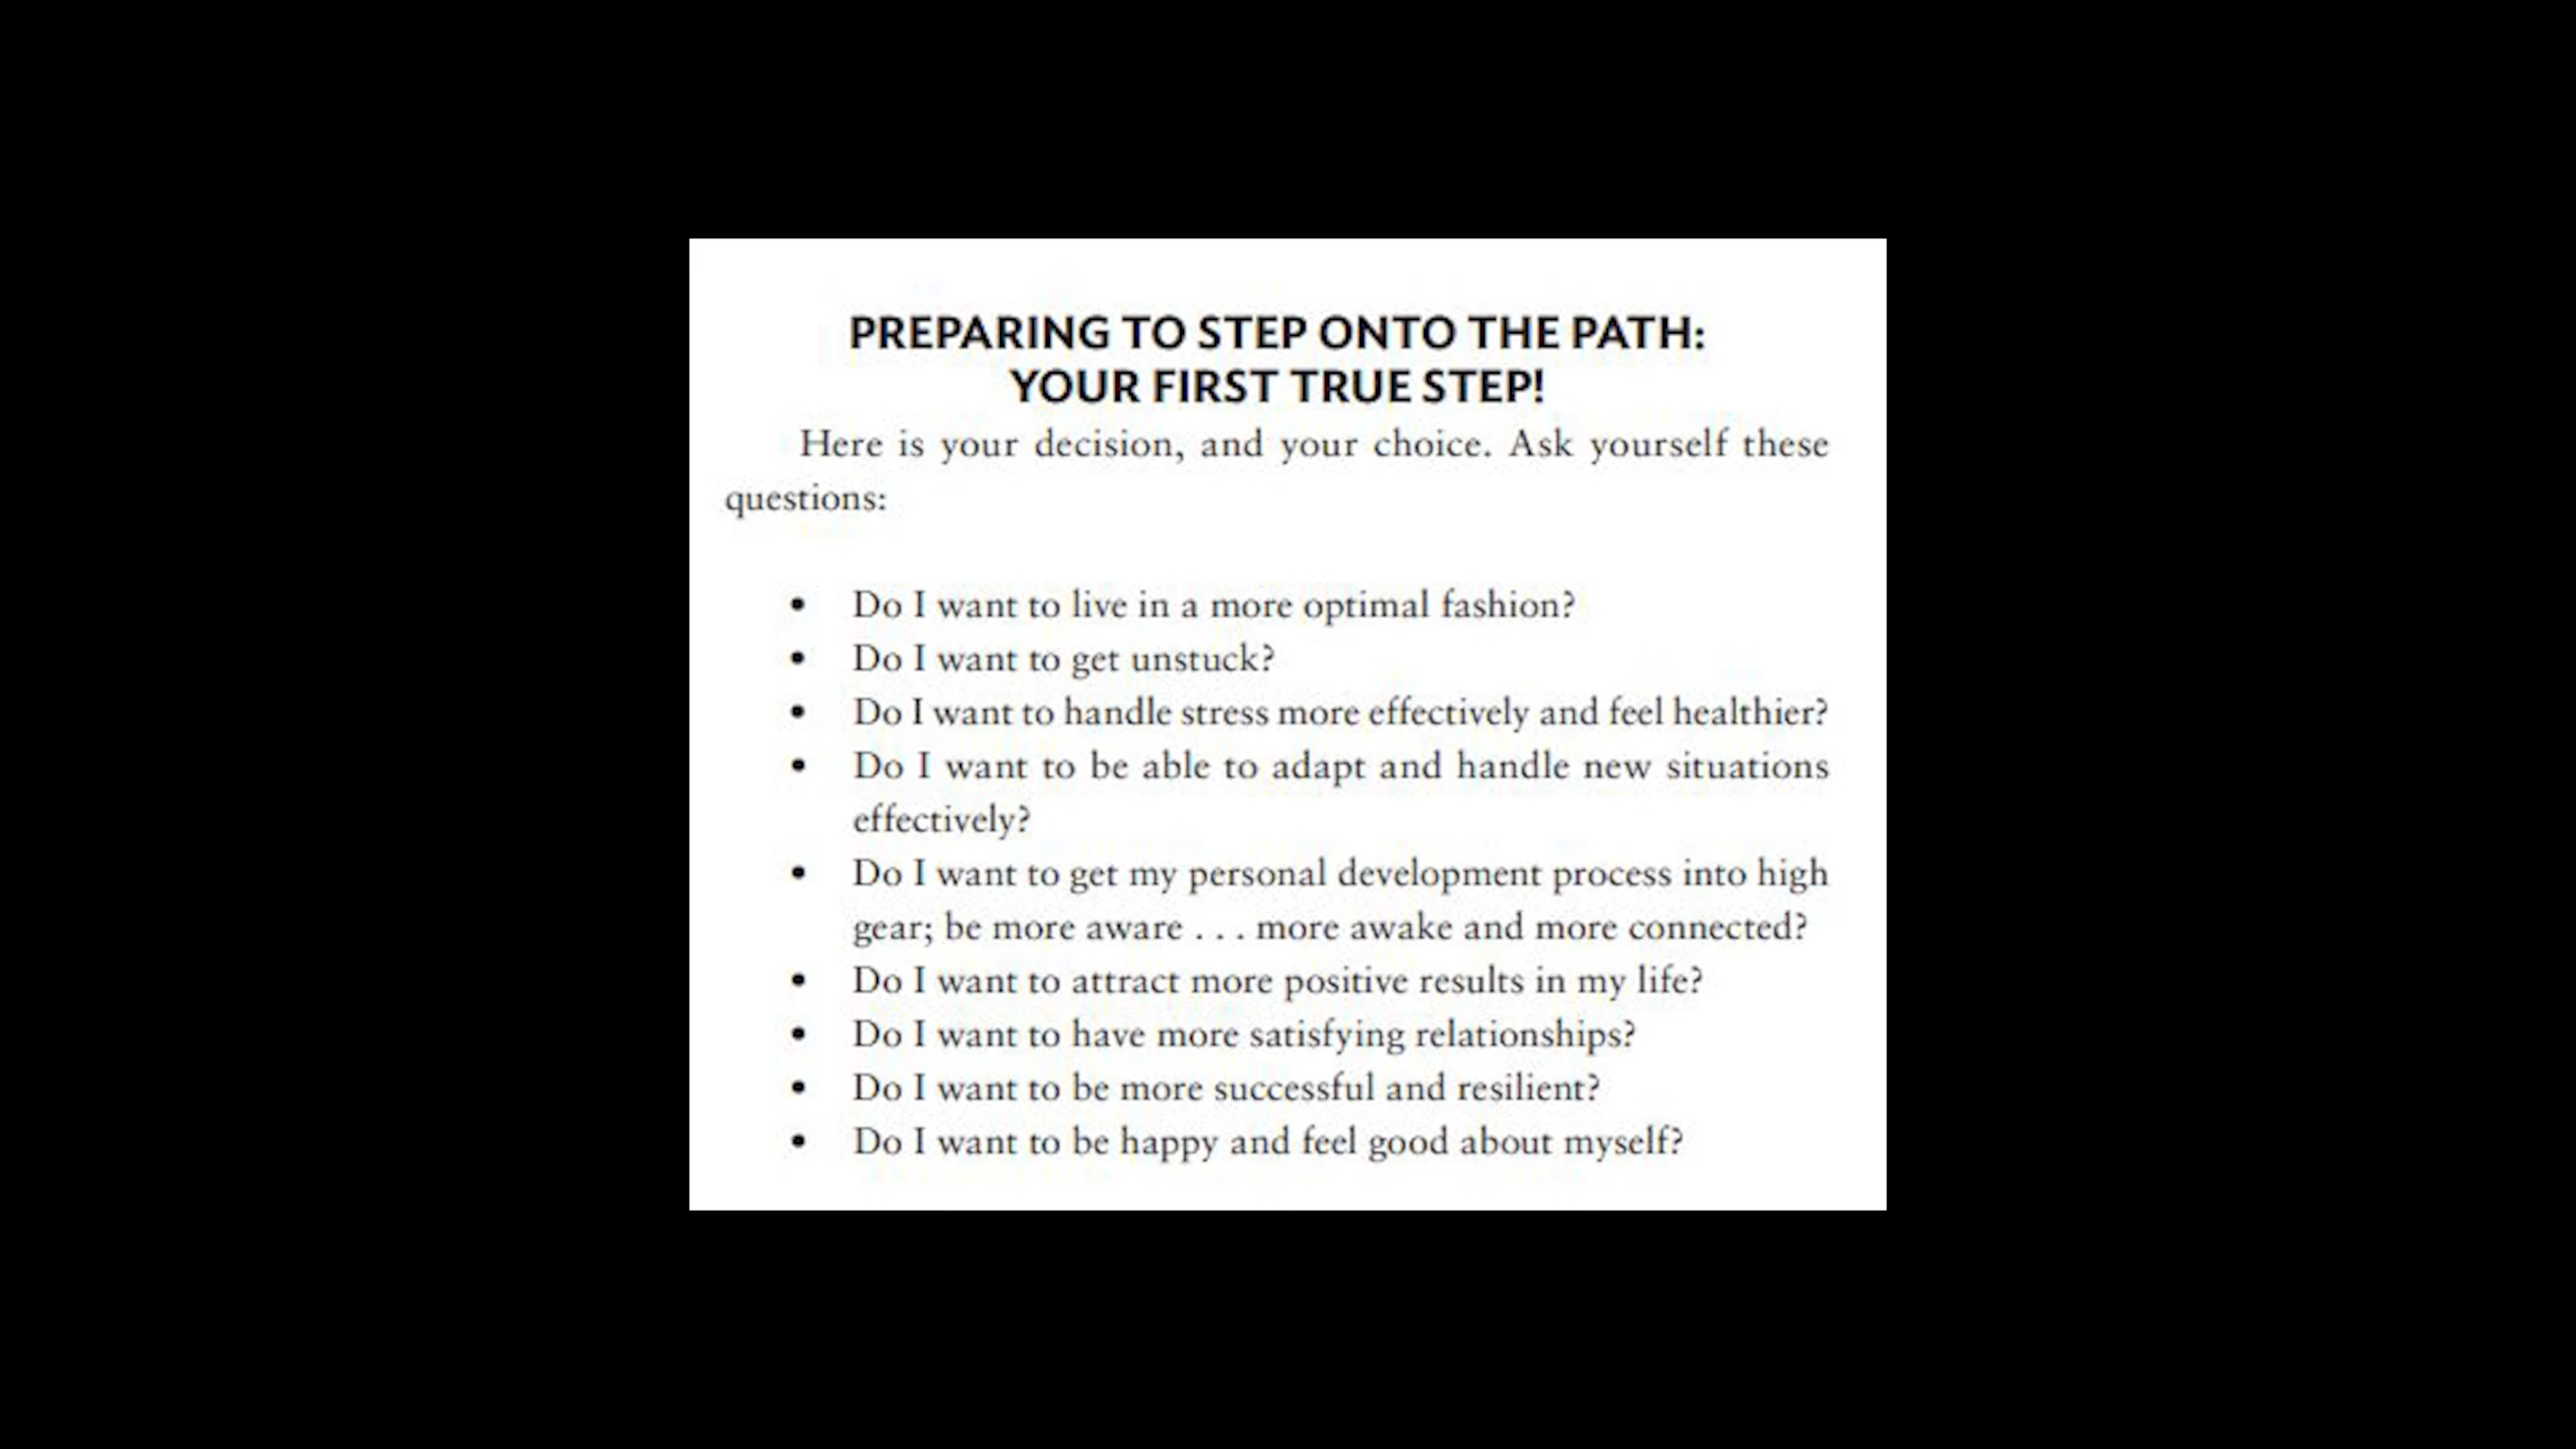 PREPARING TO STEP ONTO THE PATH:
YOUR FIRST TRUE STEP!
Here is your decision, and your choice. Ask yourself these
questions:
• Do I want to live in a more optimal fashion?
• Do I want to get unstuck?
• Do I want to handle stress more effectively and feel healthier?
• Do I want to be able to adapt and handle new situations
effectively?
• Do I want to get my personal development process into high
gear; be more aware . . . more awake and more connected?
• Do I want to attract more positive results in my life?
• Do I want to have more satisfying relationships?
• Do I want to be more successful and resilient?
• Do I want to be happy and feel good about myself?